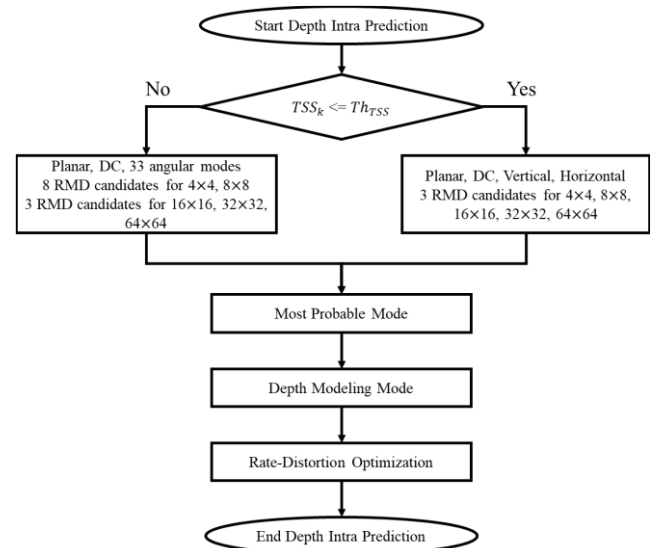 Start Depth Intra Prediction
No
Yes
TSSₖ <= Th_TSS
Planar, DC, 33 angular modes
8 RMD candidates for 4×4, 8×8
3 RMD candidates for 16×16, 32×32,
64×64
Planar, DC, Vertical, Horizontal
3 RMD candidates for 4×4, 8×8,
16×16, 32×32, 64×64
Most Probable Mode
Depth Modeling Mode
Rate-Distortion Optimization
End Depth Intra Prediction